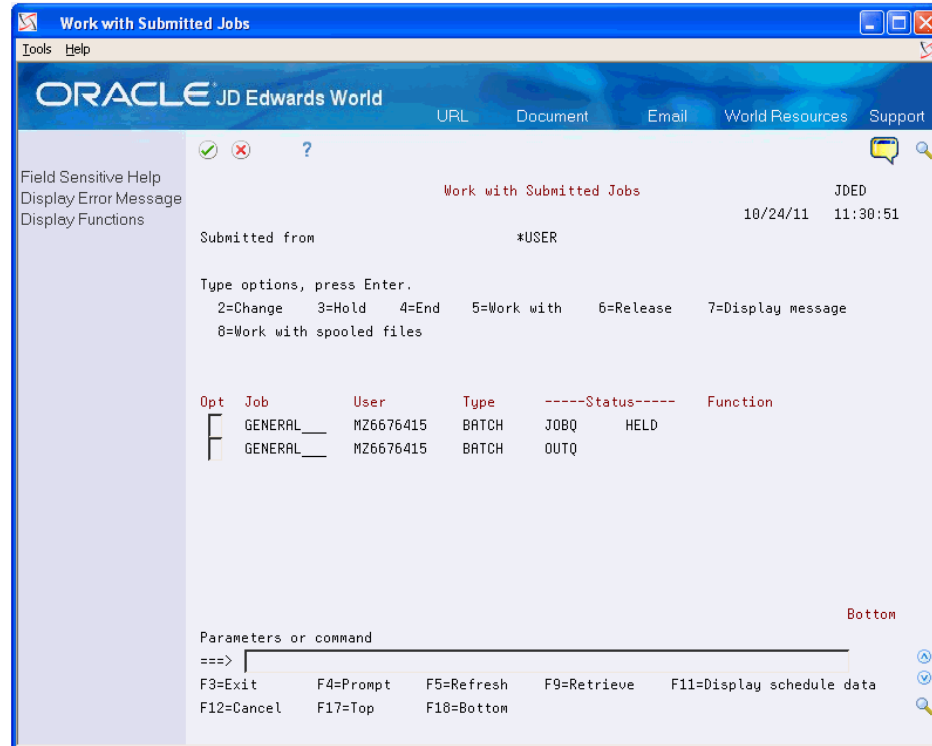 Work with Submitted Jobs
Tools Help
ORACLE JD Edwards World
URL Document Email World Resources Support
?
Field Sensitive Help
Display Error Message
Display Functions
Work with Submitted Jobs JDED
10/24/11 11:30:51
Submitted from *USER
Type options, press Enter.
2=Change 3=Hold 4=End 5=Work with 6=Release 7=Display message
8=Work with spooled files
Opt Job User Type -----Status----- Function
GENERAL___ MZ6676415 BATCH JOBQ HELD
GENERAL___ MZ6676415 BATCH OUTQ
Bottom
Parameters or command
===>
F3=Exit F4=Prompt F5=Refresh F9=Retrieve F11=Display schedule data
F12=Cancel F17=Top F18=Bottom